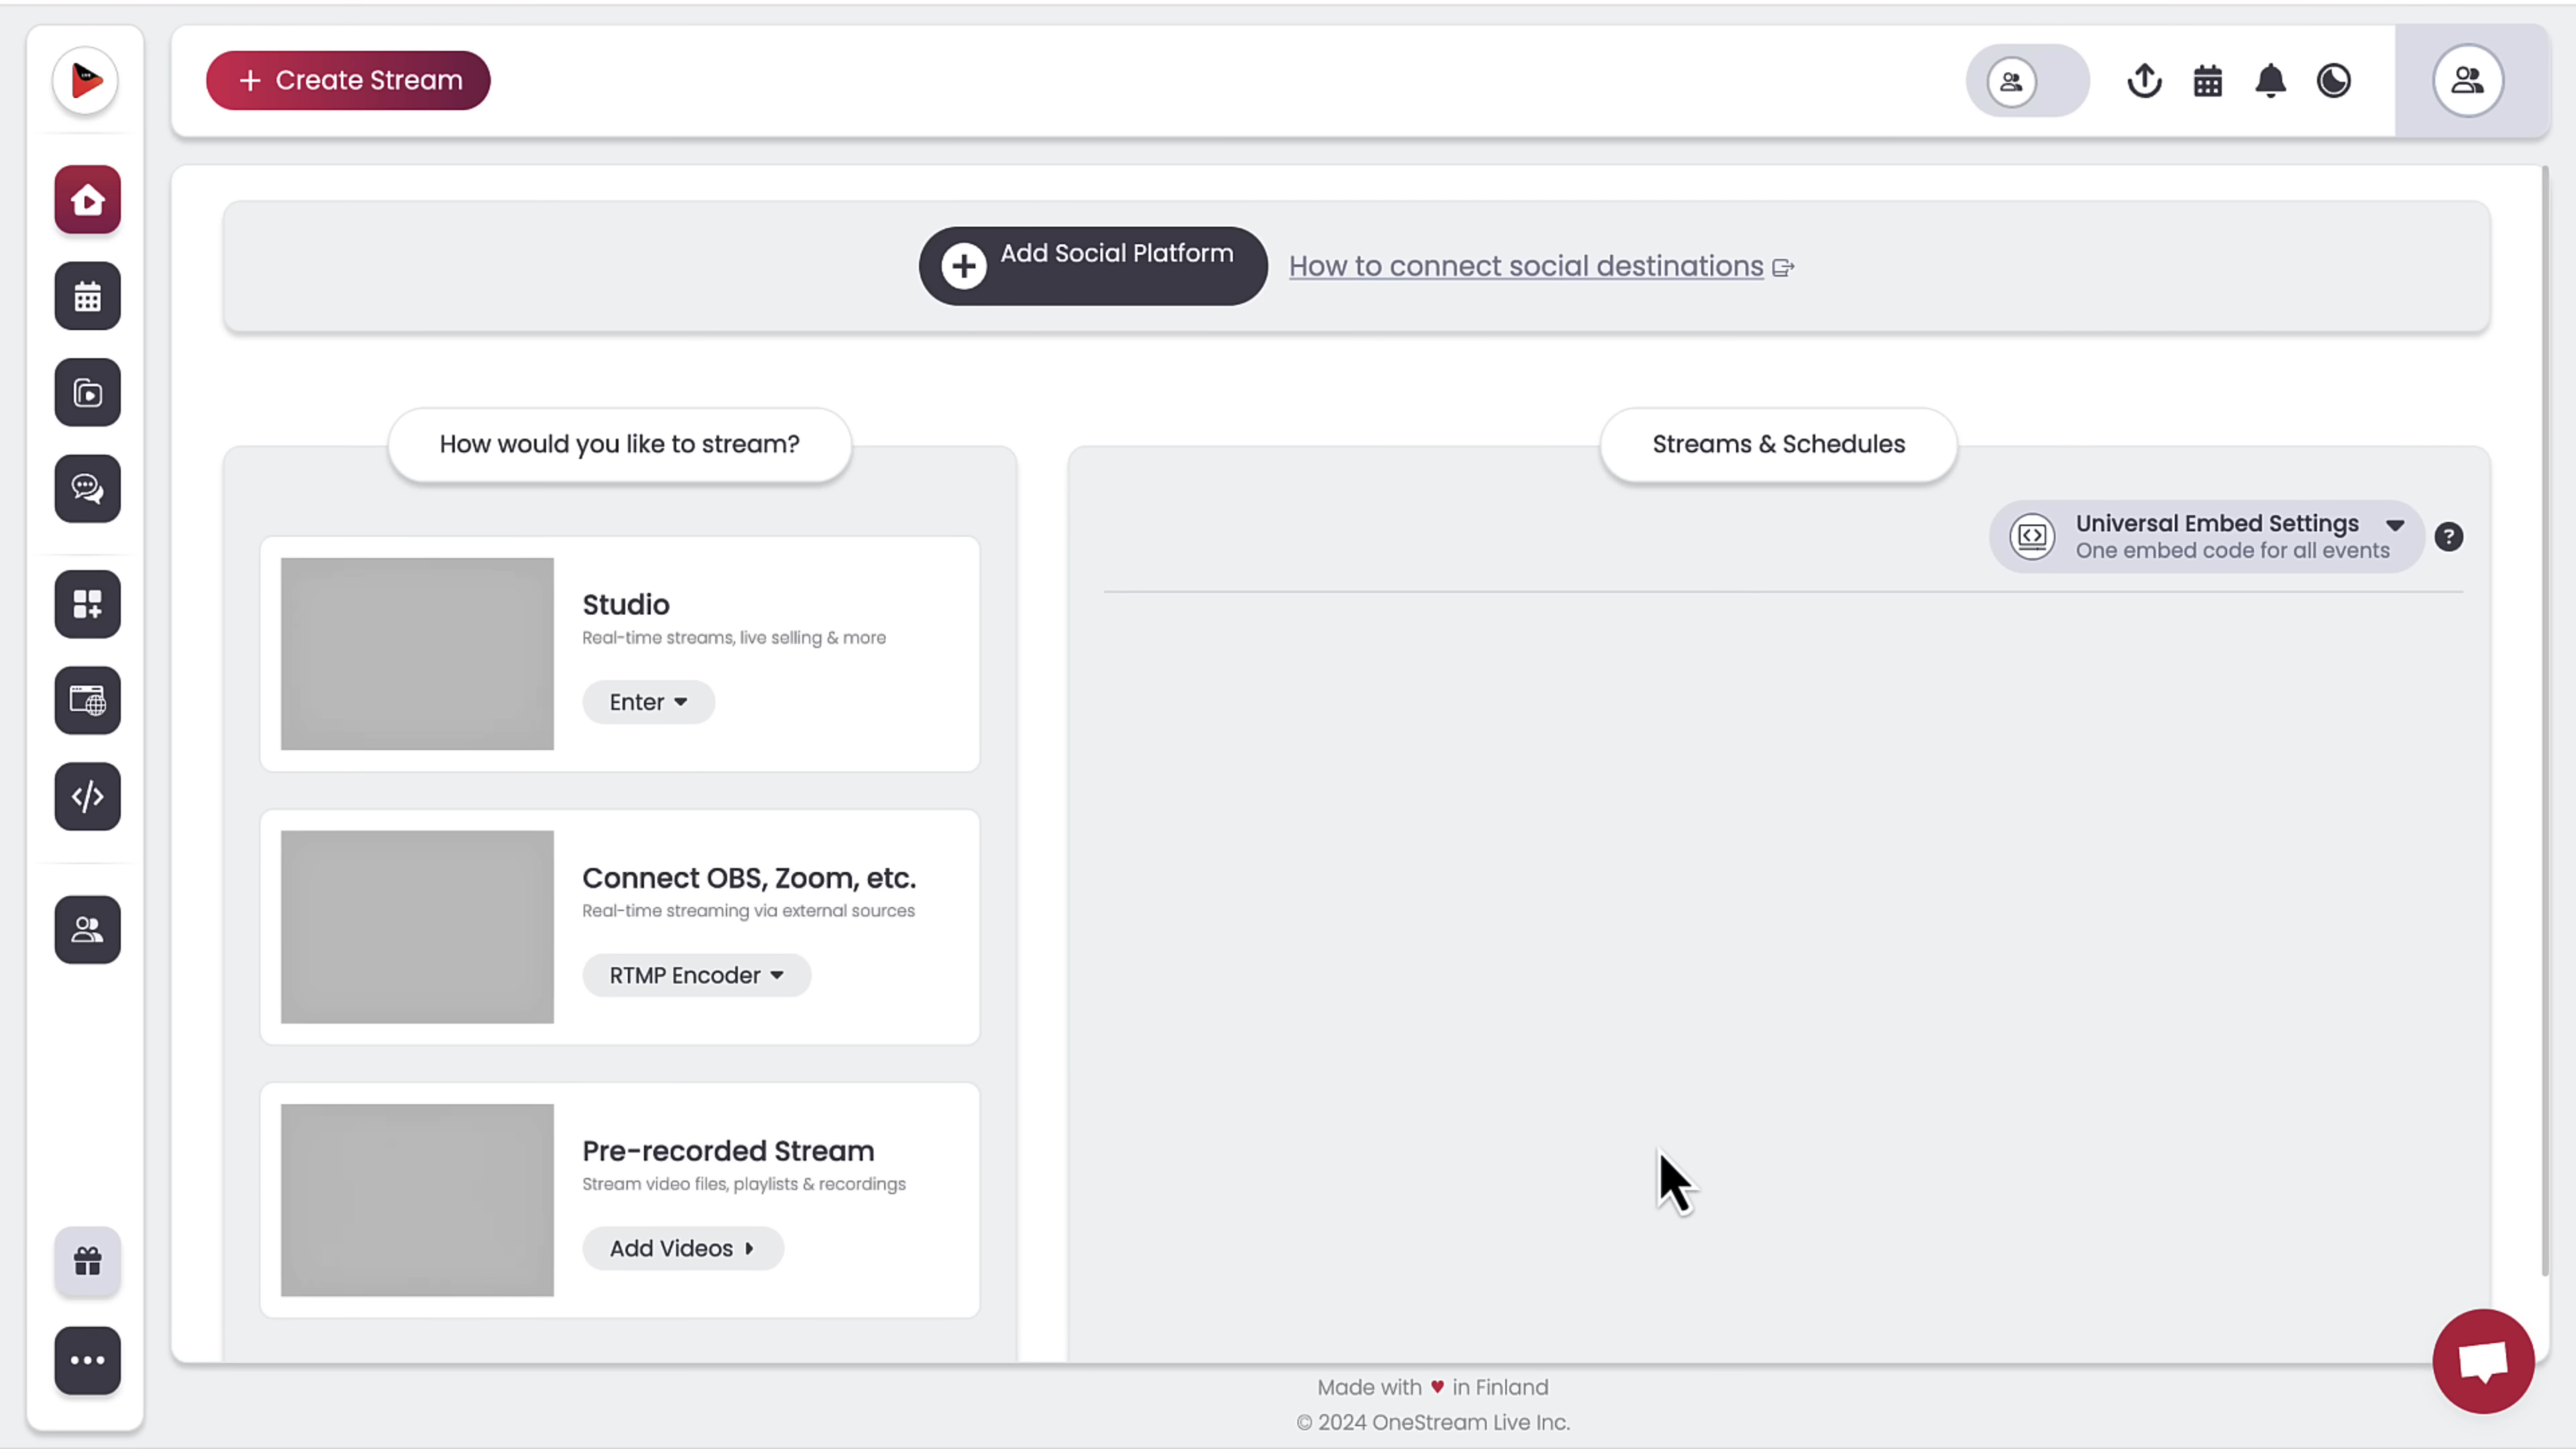 + Create Stream
Add Social Platform
How to connect social destinations
How would you like to stream?
Streams & Schedules
Universal Embed Settings
One embed code for all events
?
Studio
Real-time streams, live selling & more
Enter
Connect OBS, Zoom, etc.
Real-time streaming via external sources
RTMP Encoder
Pre-recorded Stream
Stream video files, playlists & recordings
Add Videos
Made with ♥ in Finland
© 2024 OneStream Live Inc.